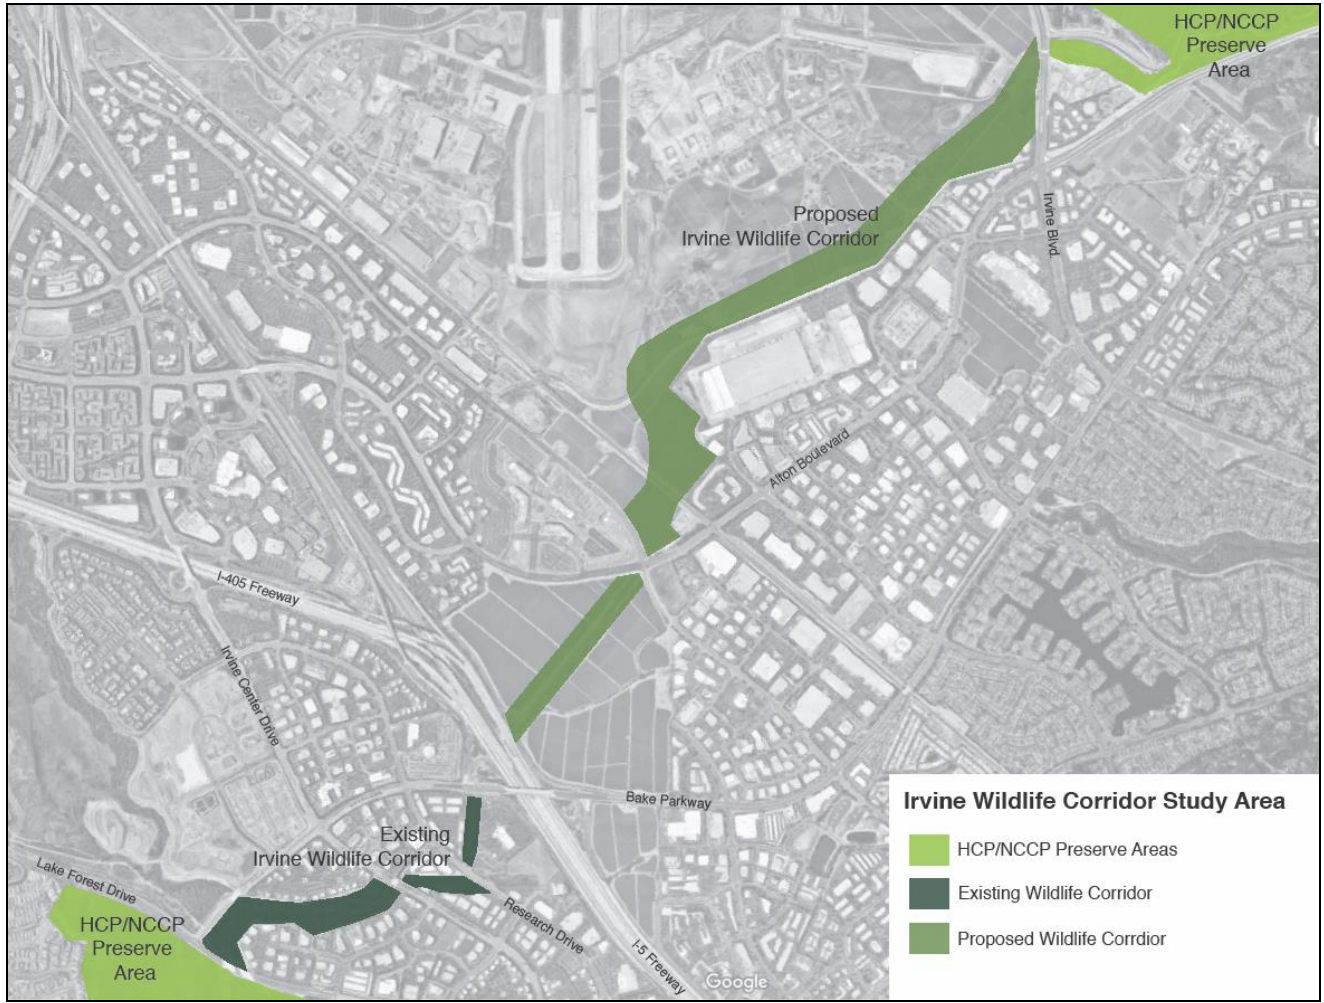 HCP/NCCP
Preserve
Area
Irvine Blvd.
Proposed
Irvine Wildlife Corridor
Alton Boulevard
I-405 Freeway
Irvine Center Drive
Bake Parkway
Existing
Irvine Wildlife Corridor
Lake Forest Drive
HCP/NCCP
Preserve
Area
Research Drive
I-5 Freeway
Google
Irvine Wildlife Corridor Study Area
HCP/NCCP Preserve Areas
Existing Wildlife Corridor
Proposed Wildlife Corrdior